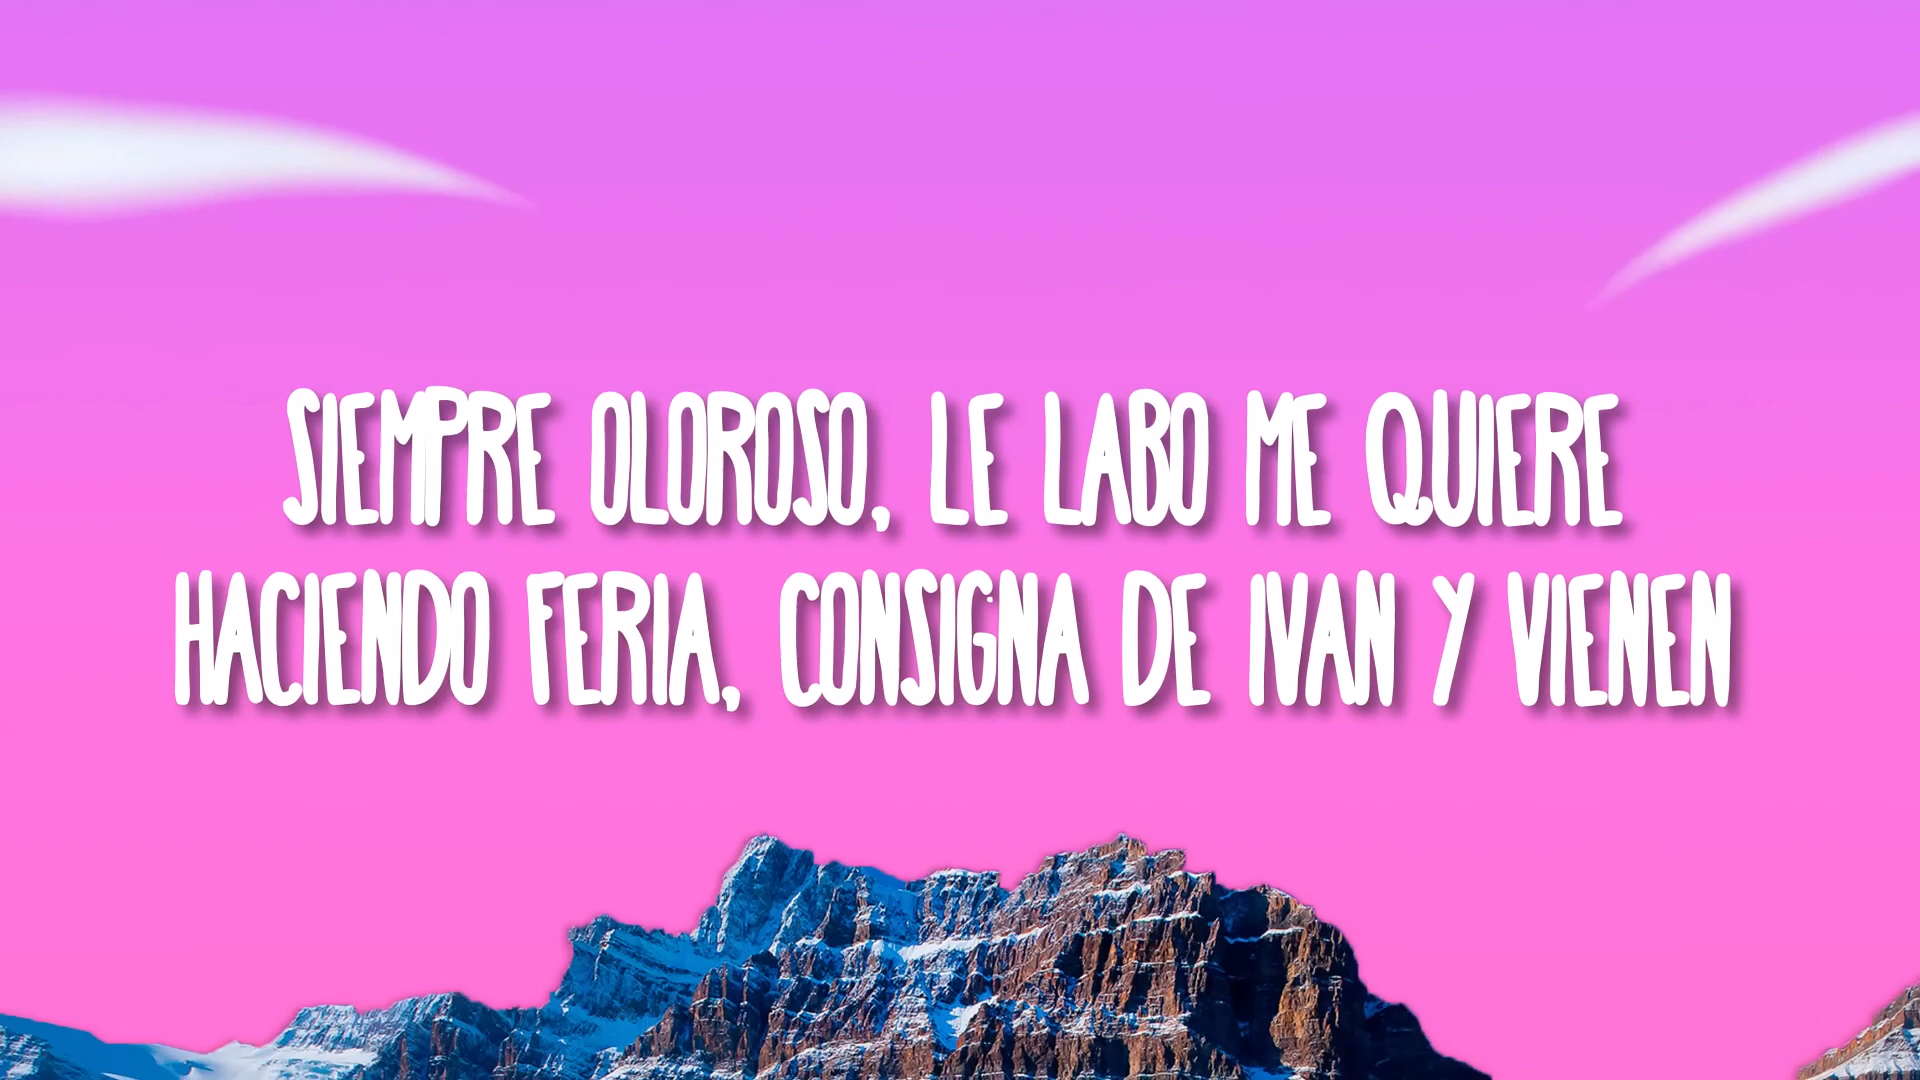 SIEMPRE OLOROSO, LE LABO ME QUIERE
HACIENDO FERIA, CONSIGNA DE IVAN Y VIENEN